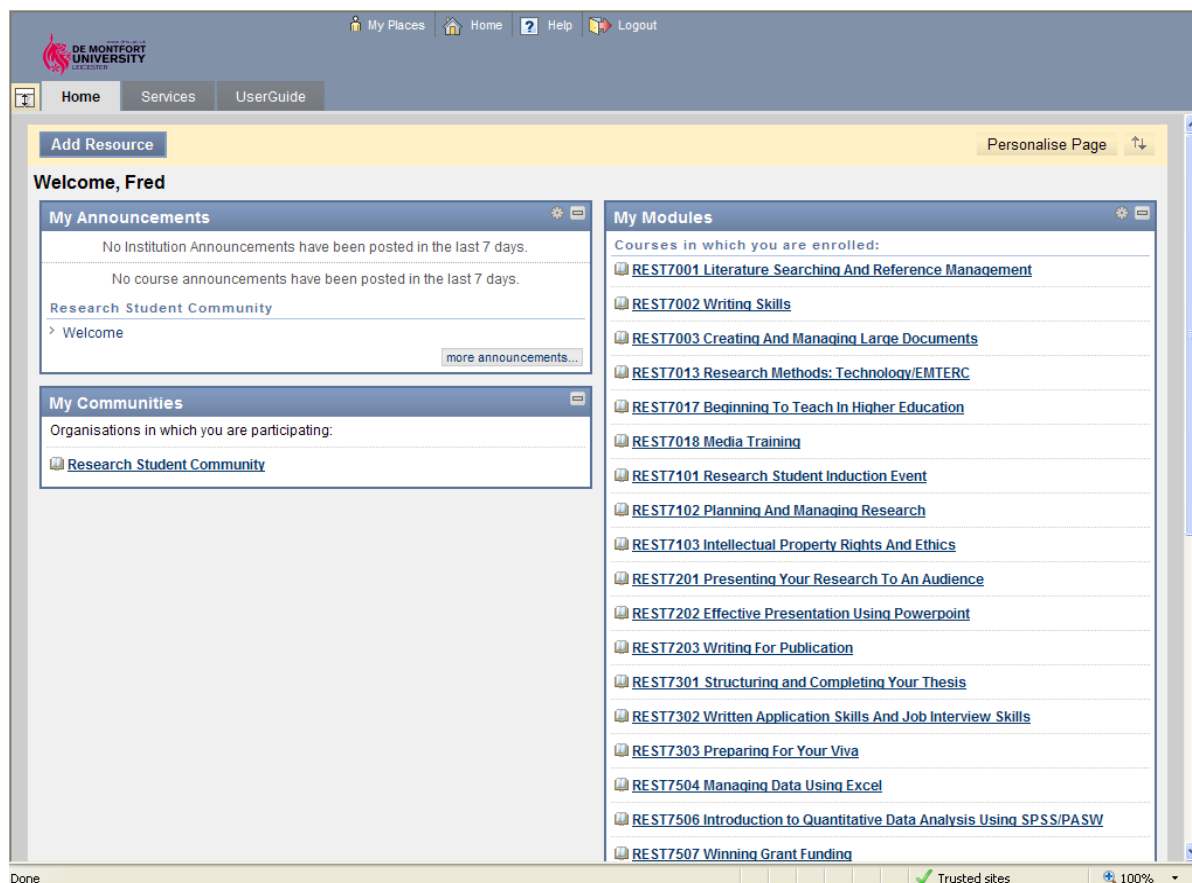 My Places
Home
Help
Logout
DE MONTFORT
UNIVERSITY
LEICESTER
Home
Services
UserGuide
Add Resource
Personalise Page
Welcome, Fred
My Announcements
No Institution Announcements have been posted in the last 7 days.
No course announcements have been posted in the last 7 days.
Research Student Community
Welcome
more announcements...
My Communities
Organisations in which you are participating:
Research Student Community
My Modules
Courses in which you are enrolled:
REST7001 Literature Searching And Reference Management
REST7002 Writing Skills
REST7003 Creating And Managing Large Documents
REST7013 Research Methods: Technology/EMTERC
REST7017 Beginning To Teach In Higher Education
REST7018 Media Training
REST7101 Research Student Induction Event
REST7102 Planning And Managing Research
REST7103 Intellectual Property Rights And Ethics
REST7201 Presenting Your Research To An Audience
REST7202 Effective Presentation Using Powerpoint
REST7203 Writing For Publication
REST7301 Structuring and Completing Your Thesis
REST7302 Written Application Skills And Job Interview Skills
REST7303 Preparing For Your Viva
REST7504 Managing Data Using Excel
REST7506 Introduction to Quantitative Data Analysis Using SPSS/PASW
REST7507 Winning Grant Funding
Done
Trusted sites
100%